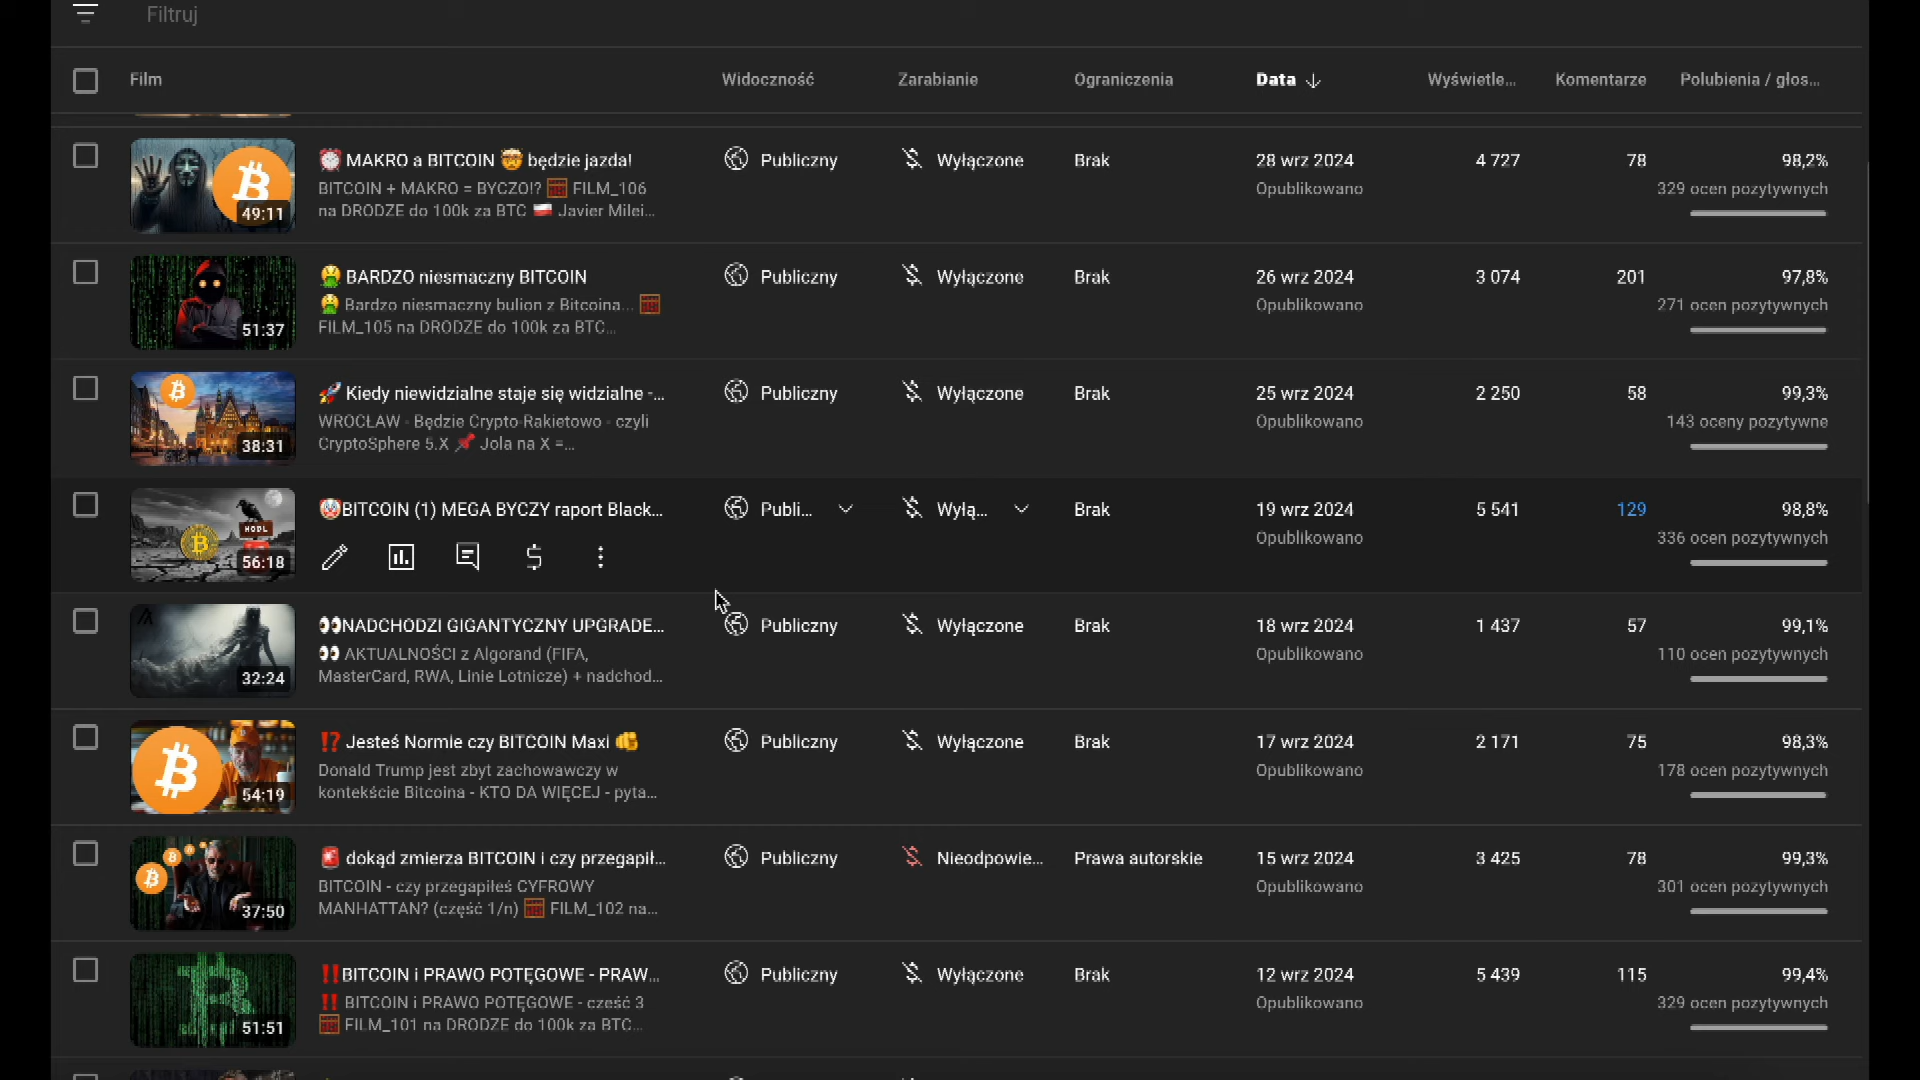 Filtruj
Film Widoczność Zarabianie Ograniczenia Data Wyświetle... Komentarze Polubienia / głos...
⏰ MAKRO a BITCOIN 🤯 będzie jazda! Publiczny Wyłączone Brak 28 wrz 2024 4 727 78 98,2%
BITCOIN + MAKRO = BYCZO!? 🧮 FILM_106 Opublikowano 329 ocen pozytywnych
na DRODZE do 100k za BTC 🇵🇱 Javier Milei...
49:11
🤮 BARDZO niesmaczny BITCOIN Publiczny Wyłączone Brak 26 wrz 2024 3 074 201 97,8%
🤮 Bardzo niesmaczny bulion z Bitcoina... 🧮 Opublikowano 271 ocen pozytywnych
FILM_105 na DRODZE do 100k za BTC...
51:37
🚀 Kiedy niewidzialne staje się widzialne -... Publiczny Wyłączone Brak 25 wrz 2024 2 250 58 99,3%
WROCŁAW - Będzie Crypto-Rakietowo - czyli Opublikowano 143 oceny pozytywne
CryptoSphere 5.X 📌 Jola na X =...
38:31
🤡BITCOIN (1) MEGA BYCZY raport Black... Publi... Wyłą... Brak 19 wrz 2024 5 541 129 98,8%
HODL Opublikowano 336 ocen pozytywnych
56:18
👀NADCHODZI GIGANTYCZNY UPGRADE... Publiczny Wyłączone Brak 18 wrz 2024 1 437 57 99,1%
👀 AKTUALNOŚCI z Algorand (FIFA, Opublikowano 110 ocen pozytywnych
MasterCard, RWA, Linie Lotnicze) + nadchod...
32:24
⁉️ Jesteś Normie czy BITCOIN Maxi 🫵 Publiczny Wyłączone Brak 17 wrz 2024 2 171 75 98,3%
Donald Trump jest zbyt zachowawczy w Opublikowano 178 ocen pozytywnych
kontekście Bitcoina - KTO DA WIĘCEJ - pyta...
54:19
🚨 dokąd zmierza BITCOIN i czy przegapił... Publiczny Nieodpowie... Prawa autorskie 15 wrz 2024 3 425 78 99,3%
BITCOIN - czy przegapiłeś CYFROWY Opublikowano 301 ocen pozytywnych
MANHATTAN? (część 1/n) 🧮 FILM_102 na...
37:50
‼️BITCOIN i PRAWO POTĘGOWE - PRAW... Publiczny Wyłączone Brak 12 wrz 2024 5 439 115 99,4%
‼️ BITCOIN i PRAWO POTĘGOWE - cześć 3 Opublikowano 329 ocen pozytywnych
🧮 FILM_101 na DRODZE do 100k za BTC...
51:51